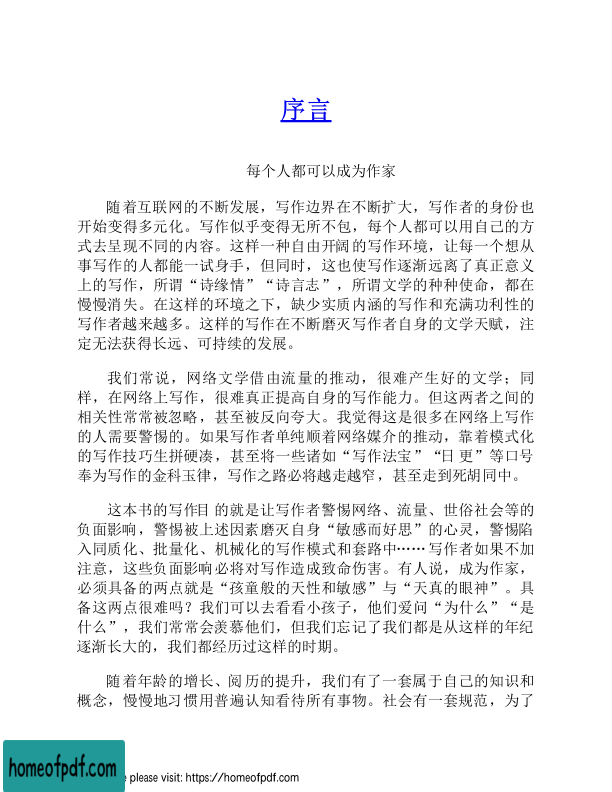 序言
每个人都可以成为作家
随着互联网的不断发展，写作边界在不断扩大，写作者的身份也
开始变得多元化。写作似乎变得无所不包，每个人都可以用自己的方
式去呈现不同的内容。这样一种自由开阔的写作环境，让每一个想从
事写作的人都能一试身手，但同时，这也使写作逐渐远离了真正意义
上的写作，所谓“诗缘情”“诗言志”，所谓文学的种种使命，都在
慢慢消失。在这样的环境之下，缺少实质内涵的写作和充满功利性的
写作者越来越多。这样的写作在不断磨灭写作者自身的文学天赋，注
定无法获得长远、可持续的发展。
我们常说，网络文学借由流量的推动，很难产生好的文学；同
样，在网络上写作，很难真正提高自身的写作能力。但这两者之间的
相关性常常被忽略，甚至被反向夸大。我觉得这是很多在网络上写作
的人需要警惕的。如果写作者单纯顺着网络媒介的推动，靠着模式化
的写作技巧生拼硬凑，甚至将一些诸如“写作法宝”“日更”等口号
奉为写作的金科玉律，写作之路必将越走越窄，甚至走到死胡同中。
这本书的写作目的就是让写作者警惕网络、流量、世俗社会等的
负面影响，警惕被上述因素磨灭自身“敏感而好思”的心灵，警惕陷
入同质化、批量化、机械化的写作模式和套路中……写作者如果不加
注意，这些负面影响必将对写作造成致命伤害。有人说，成为作家，
必须具备的两点就是“孩童般的天性和敏感”与“天真的眼神”。具
备这两点很难吗？我们可以去看看小孩子，他们爱问“为什么”“是
什么”，我们常常会羡慕他们，但我们忘记了我们都是从这样的年纪
逐渐长大的，我们都经历过这样的时期。
随着年龄的增长、阅历的提升，我们有了一套属于自己的知识和
概念，慢慢地习惯用普遍认知看待所有事物。社会有一套规范，为了
homeofpdf.com
e please visit: https://homeofpdf.com